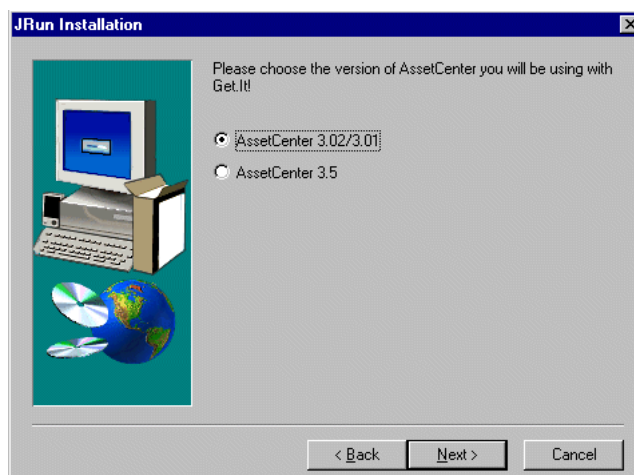 JRun Installation
Please choose the version of AssetCenter you will be using with
Get.It!
AssetCenter 3.02/3.01
AssetCenter 3.5
< Back
Next >
Cancel